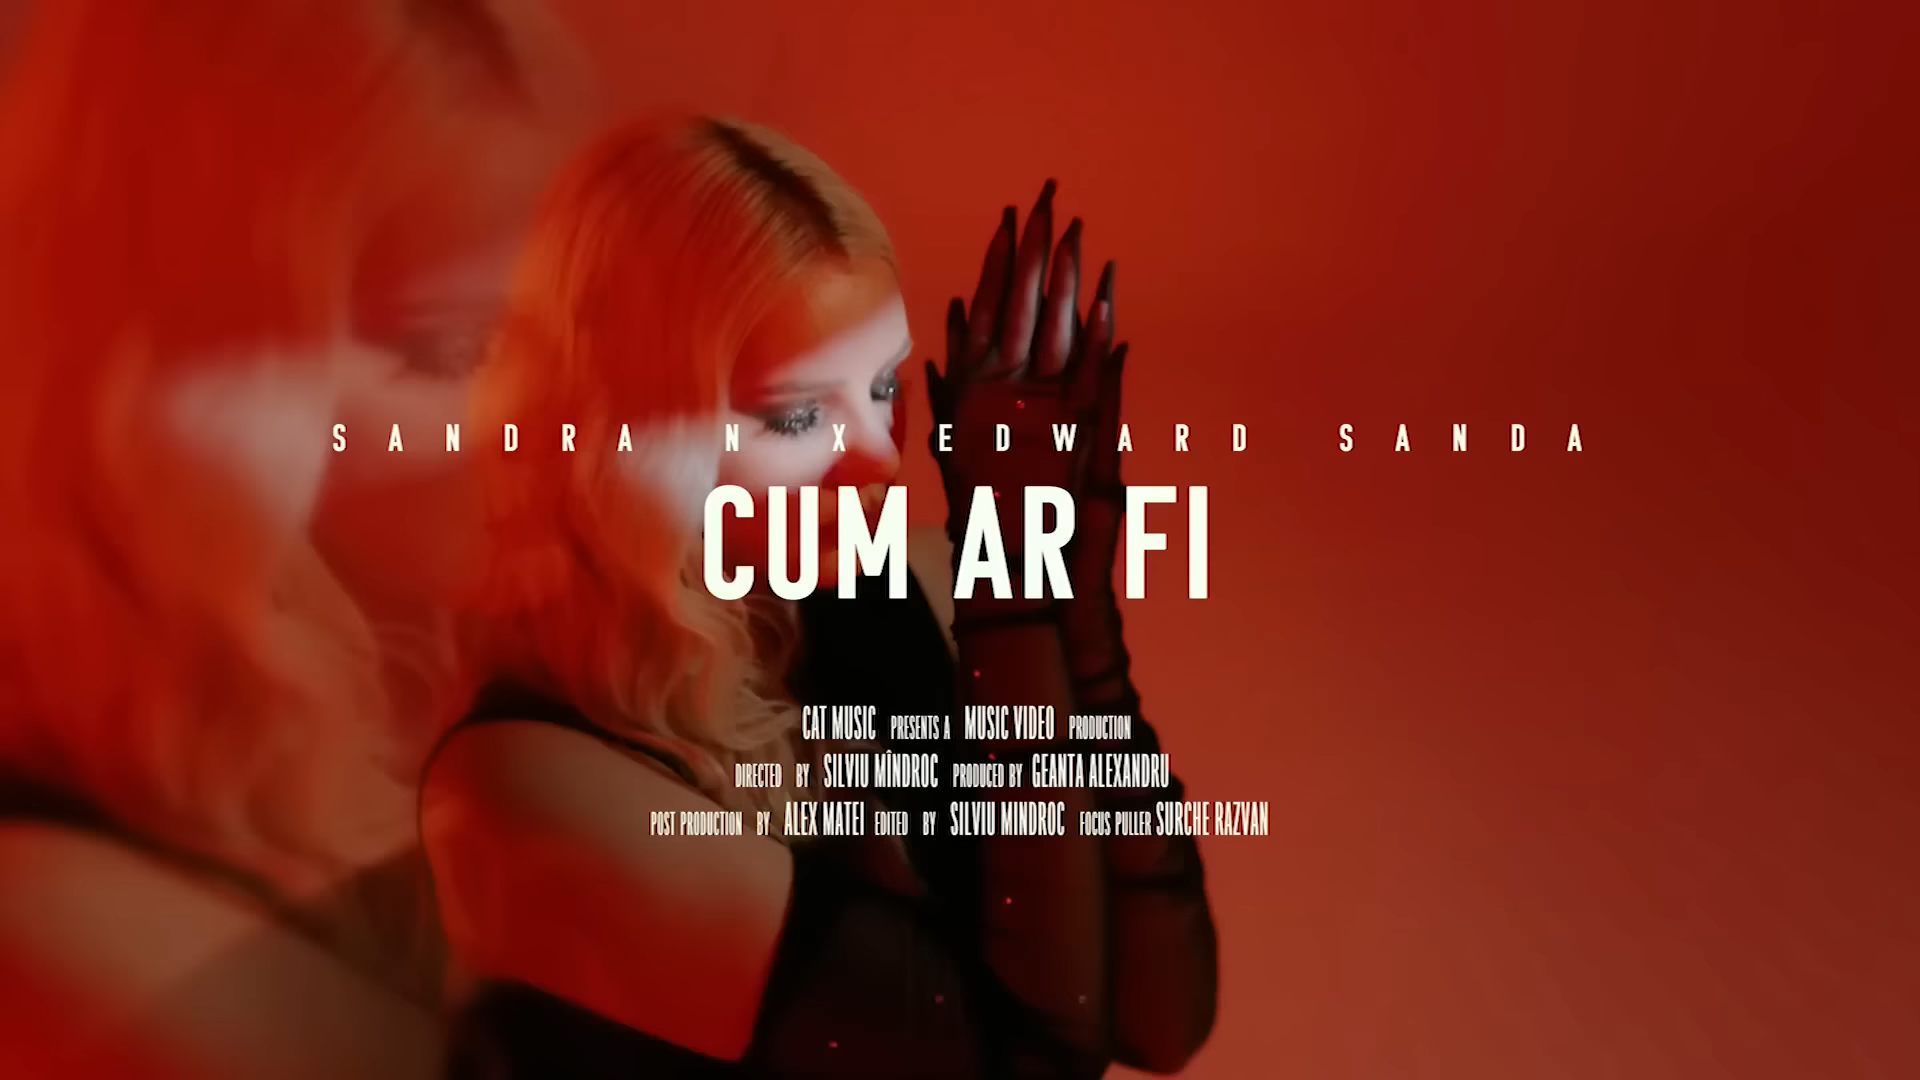 SANDRA N X EDWARD SANDA
CUM AR FI
CAT MUSIC PRESENTS A MUSIC VIDEO PRODUCTION
DIRECTED BY SILVIU MÎNDROC PRODUCED BY GEANTA ALEXANDRU
POST PRODUCTION BY ALEX MATEI EDITED BY SILVIU MINDROC FOCUS PULLER SURCHE RAZVAN